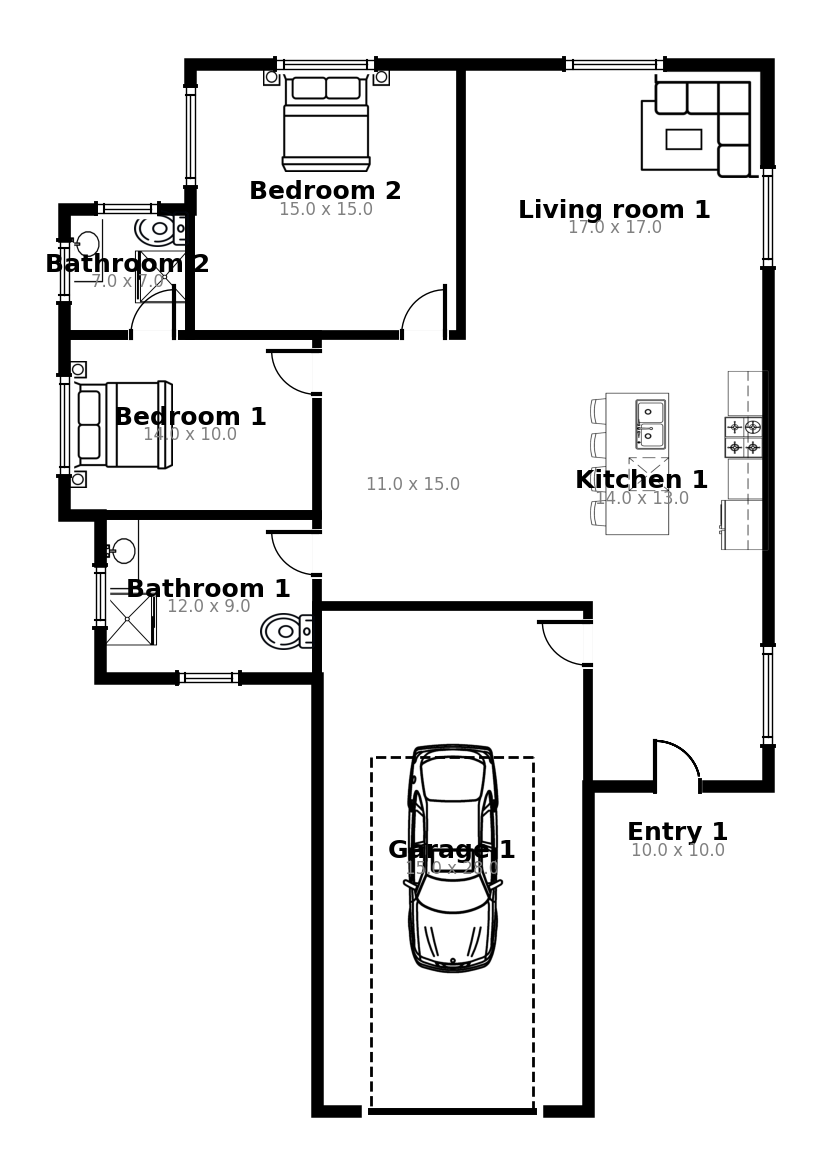 Bedroom 2
15.0 x 15.0
Living room 1
17.0 x 17.0
Bathroom 2
7.0 x 7.0
Bedroom 1
14.0 x 10.0
11.0 x 15.0
Kitchen 1
14.0 x 13.0
Bathroom 1
12.0 x 9.0
Entry 1
10.0 x 10.0
Garage 1
15.0 x 28.0